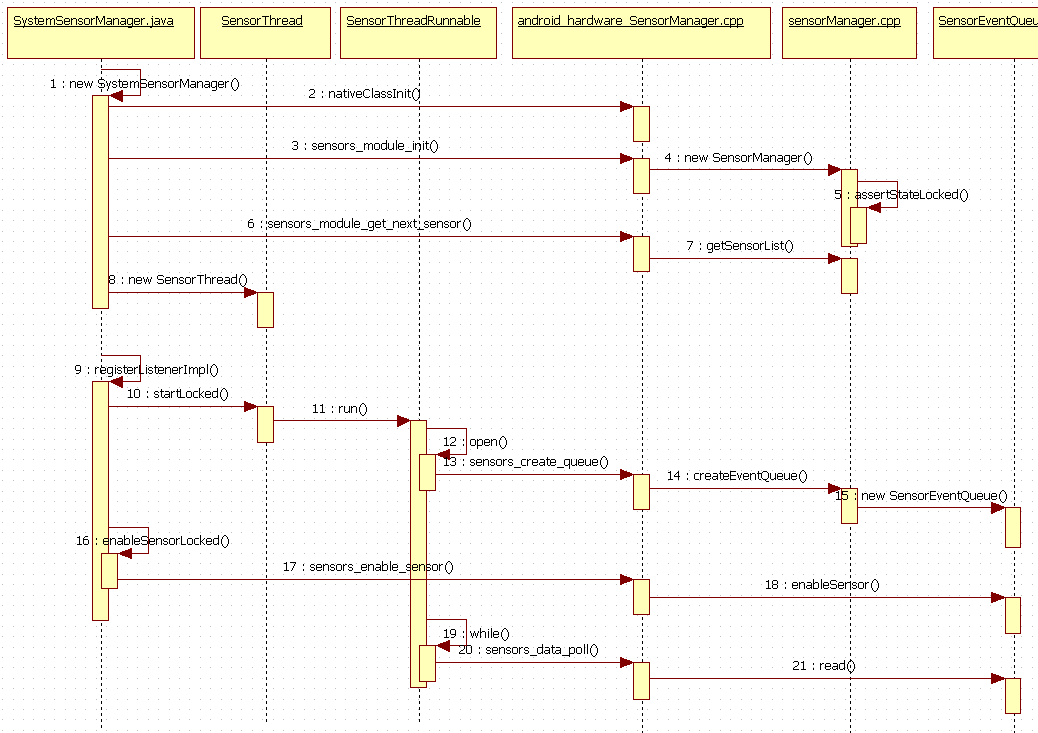 SystemSensorManager.java
SensorThread
SensorThreadRunnable
android_hardware_SensorManager.cpp
sensorManager.cpp
SensorEventQueu
1 : new SystemSensorManager()
2 : nativeClassInit()
3 : sensors_module_init()
4 : new SensorManager()
5 : assertStateLocked()
6 : sensors_module_get_next_sensor()
7 : getSensorList()
8 : new SensorThread()
9 : registerListenerImpl()
10 : startLocked()
11 : run()
12 : open()
13 : sensors_create_queue()
14 : createEventQueue()
15 : new SensorEventQueue()
16 : enableSensorLocked()
17 : sensors_enable_sensor()
18 : enableSensor()
19 : while()
20 : sensors_data_poll()
21 : read()